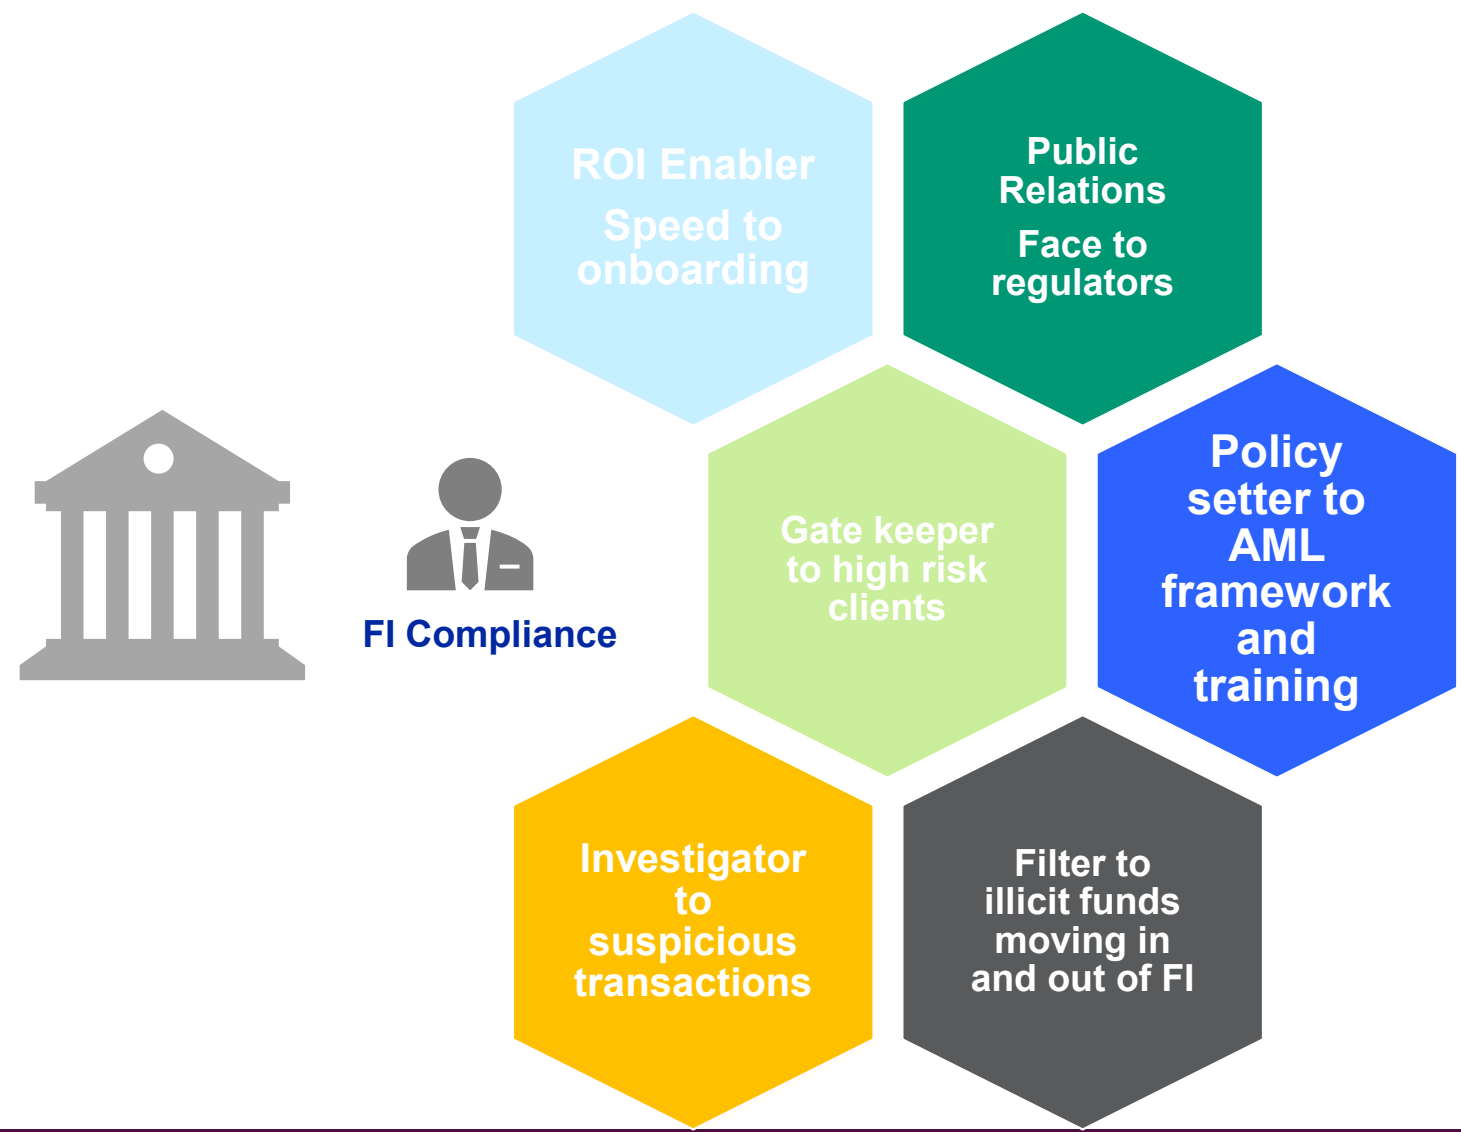 ROI Enabler
Speed to
onboarding
Public
Relations
Face to
regulators
FI Compliance
Gate keeper
to high risk
clients
Policy
setter to
AML
framework
and
training
Investigator
to
suspicious
transactions
Filter to
illicit funds
moving in
and out of FI